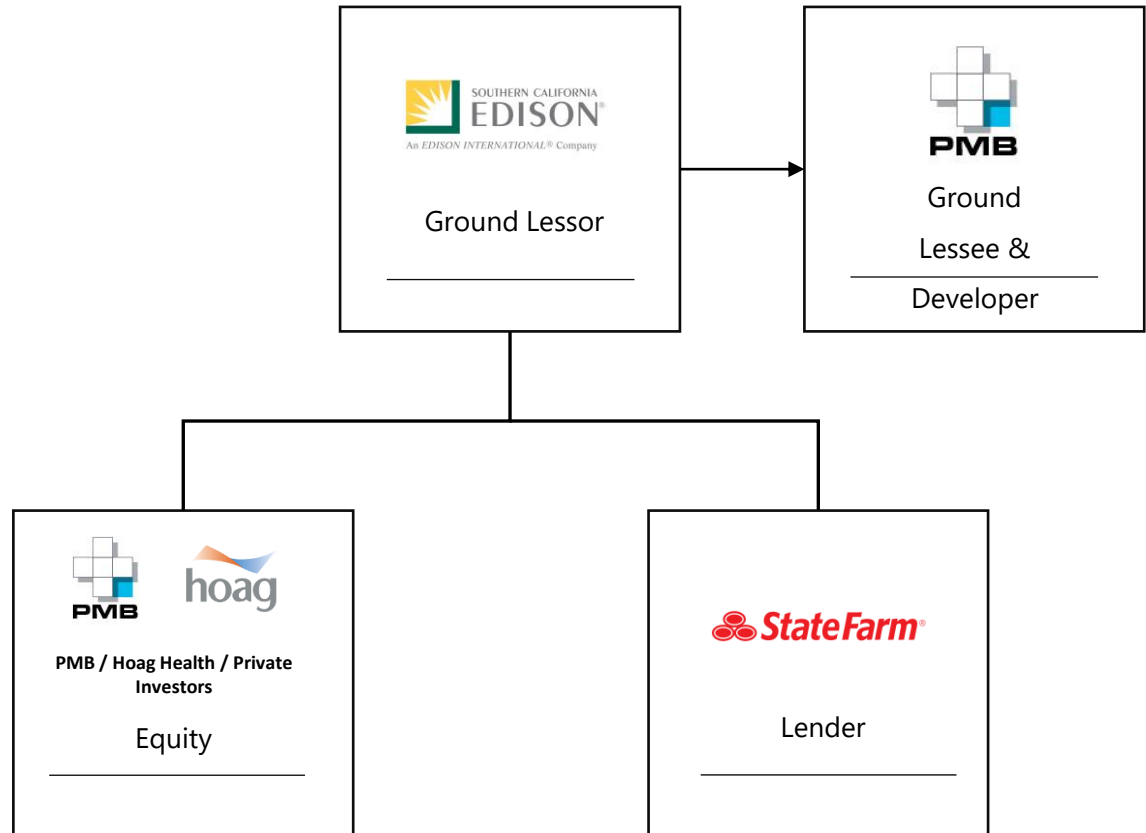 SOUTHERN CALIFORNIA
EDISON®
An EDISON INTERNATIONAL® Company
Ground Lessor
PMB
Ground
Lessee &
Developer
PMB
hoag
PMB / Hoag Health / Private
Investors
Equity
StateFarm®
Lender